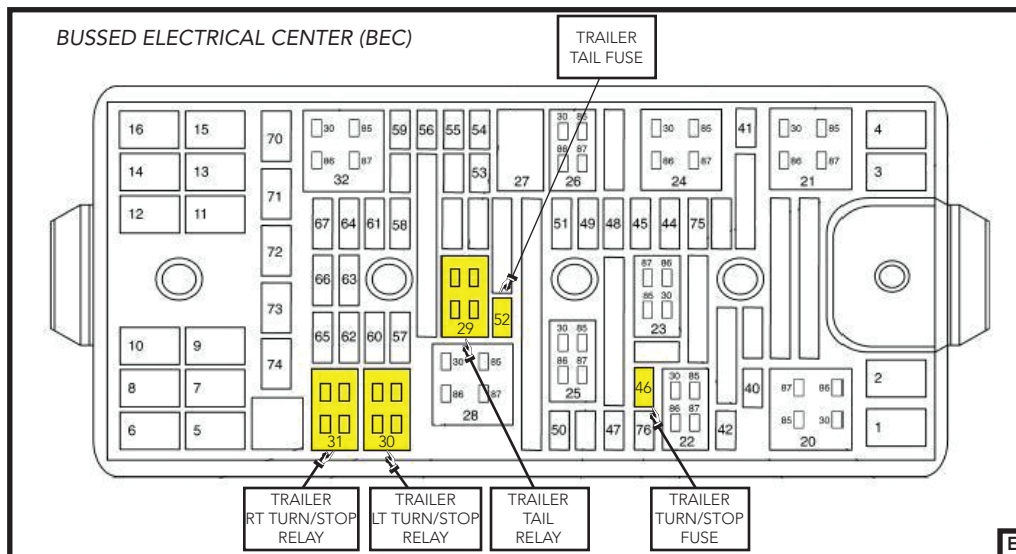 BUSSED ELECTRICAL CENTER (BEC)
TRAILER
TAIL FUSE
16 15 70 30 85 59 56 55 54 30 85 30 85 41 30 85 4
86 87 86 87 86 87 86 87
14 13 32 53 27 26 24 21 3
71
12 11 67 64 61 58 51 49 48 45 44 75
72
66 63 87 86
85 30
73 29 52 23
10 9 65 62 60 57 30 85
86 87
74 30 85 25 2
8 7 86 87 46 30 85 40 87 86
28 86 87 85 30
6 5 31 30 50 47 76 22 42 20 1
TRAILER
RT TURN/STOP
RELAY
TRAILER
LT TURN/STOP
RELAY
TRAILER
TAIL
RELAY
TRAILER
TURN/STOP
FUSE